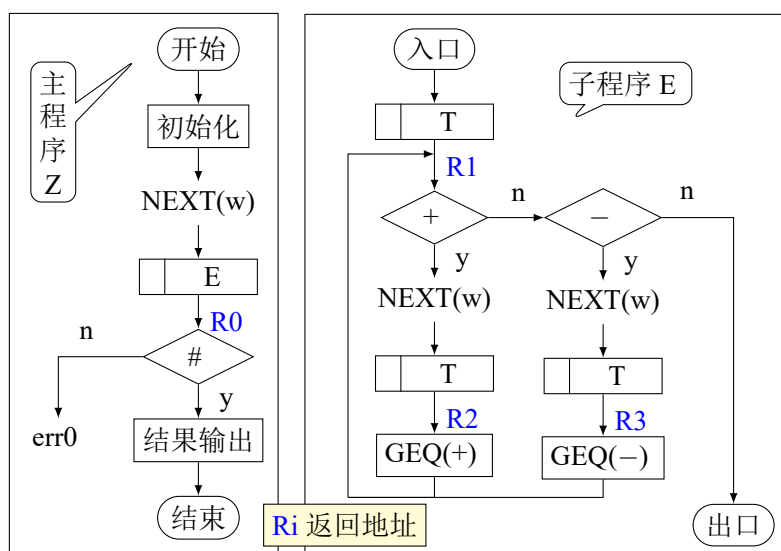 开始
主程序 Z
初始化
NEXT(w)
E
R0
n
#
y
err0
结果输出
结束
入口
子程序 E
T
R1
+
n
−
n
y
y
NEXT(w)
NEXT(w)
T
T
R2
R3
GEQ(+)
GEQ(−)
Ri 返回地址
出口